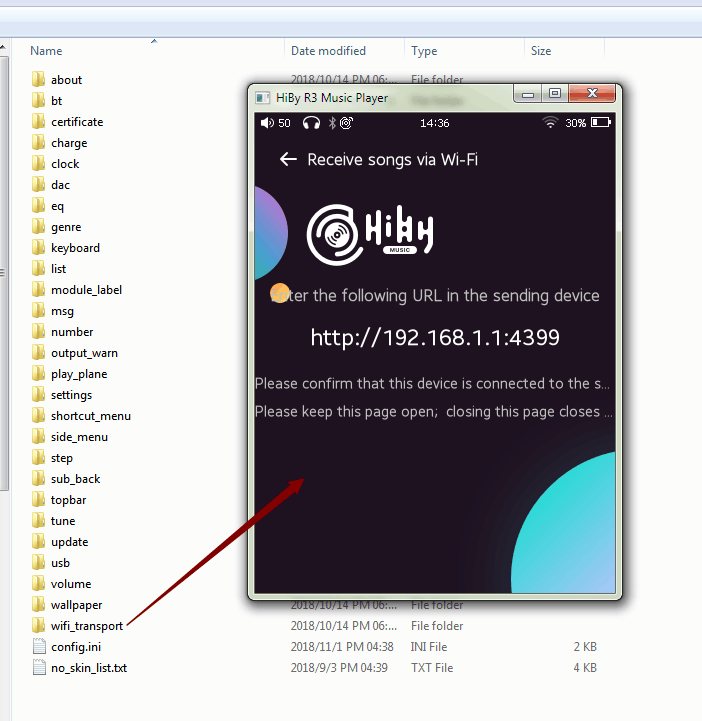 Name Date modified Type Size
about 2018/10/14 PM 06:... File folder
bt
certificate
charge
clock
dac
eq
genre
keyboard
list
module_label
msg
number
output_warn
play_plane
settings
shortcut_menu
side_menu
step
sub_back
topbar
tune
update
usb
volume
wallpaper 2018/10/14 PM 06:... File folder
wifi_transport 2018/10/14 PM 06:... File folder
config.ini 2018/11/1 PM 04:38 INI File 2 KB
no_skin_list.txt 2018/9/3 PM 04:39 TXT File 4 KB
HiBy R3 Music Player
50 14:36 30%
Receive songs via Wi-Fi
HiBy
MUSIC
Enter the following URL in the sending device
http://192.168.1.1:4399
Please confirm that this device is connected to the s...
Please keep this page open; closing this page closes ...